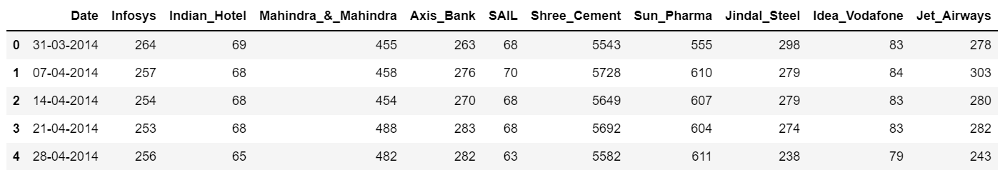 Date Infosys Indian_Hotel Mahindra_&_Mahindra Axis_Bank SAIL Shree_Cement Sun_Pharma Jindal_Steel Idea_Vodafone Jet_Airways
0 31-03-2014 264 69 455 263 68 5543 555 298 83 278
1 07-04-2014 257 68 458 276 70 5728 610 279 84 303
2 14-04-2014 254 68 454 270 68 5649 607 279 83 280
3 21-04-2014 253 68 488 283 68 5692 604 274 83 282
4 28-04-2014 256 65 482 282 63 5582 611 238 79 243